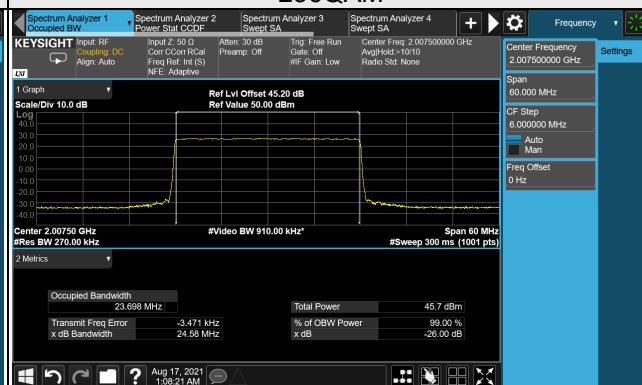 Spectrum Analyzer 1
Occupied BW
Spectrum Analyzer 2
Power Stat CCDF
Spectrum Analyzer 3
Swept SA
Spectrum Analyzer 4
Swept SA
Frequency
KEYSIGHT
Input: RF
Coupling: DC
Align: Auto
Input Z: 50 Ω
Corr CCorr RCal
Freq Ref: Int (S)
NFE: Adaptive
Atten: 30 dB
Preamp: Off
Trig: Free Run
Gate: Off
#IF Gain: Low
Center Freq: 2.007500000 GHz
Avg|Hold:>10/10
Radio Std: None
LXI
Center Frequency
2.007500000 GHz
Settings
Span
60.000 MHz
CF Step
6.000000 MHz
Auto
Man
Freq Offset
0 Hz
1 Graph
Scale/Div 10.0 dB
Ref Lvl Offset 45.20 dB
Ref Value 50.00 dBm
Log
40.0
30.0
20.0
10.0
0.00
-10.0
-20.0
-30.0
-40.0
Center 2.00750 GHz
#Res BW 270.00 kHz
#Video BW 910.00 kHz*
Span 60 MHz
#Sweep 300 ms (1001 pts)
2 Metrics
Occupied Bandwidth
23.698 MHz
Total Power 45.7 dBm
Transmit Freq Error -3.471 kHz
% of OBW Power 99.00 %
x dB Bandwidth 24.58 MHz
x dB -26.00 dB
?
Aug 17, 2021
1:08:21 AM